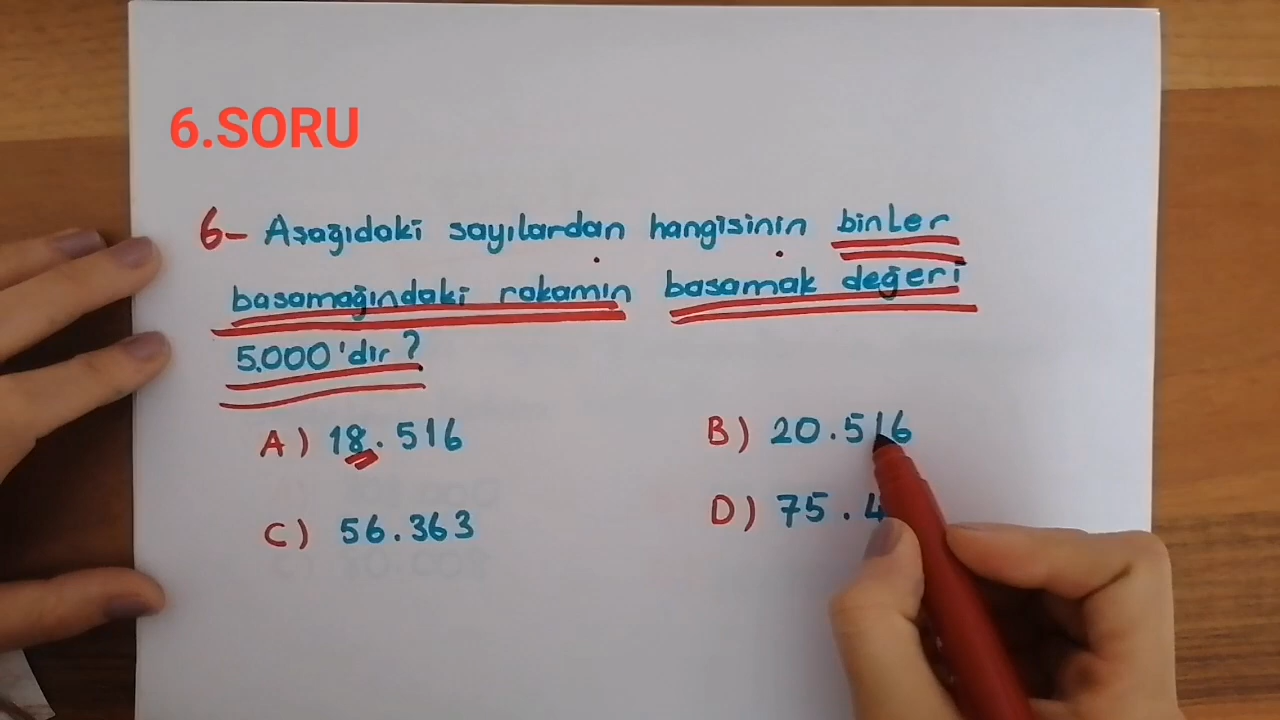 6.SORU
6- Aşağıdaki sayılardan hangisinin binler
basamağındaki rakamın basamak değeri
5.000'dir?
A) 18.516
B) 20.516
C) 56.363
D) 75.4